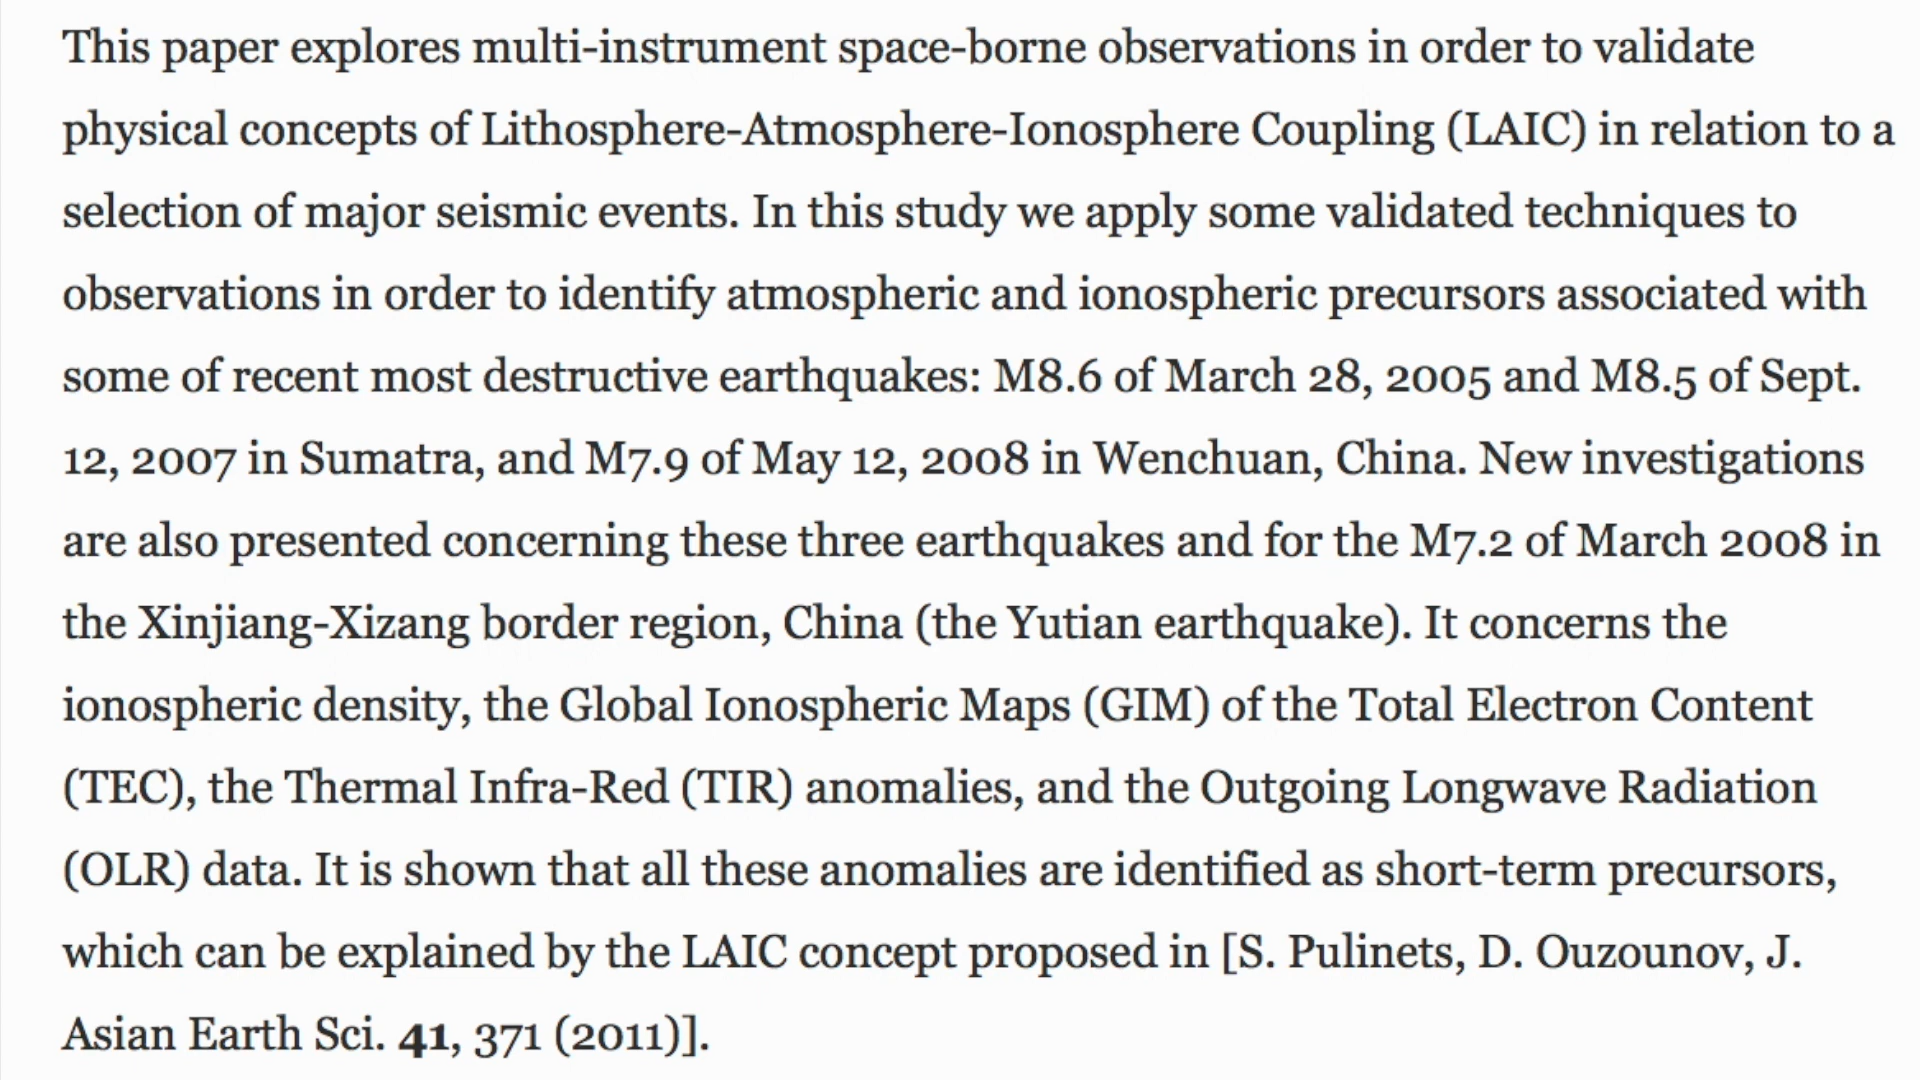 This paper explores multi-instrument space-borne observations in order to validate
physical concepts of Lithosphere-Atmosphere-Ionosphere Coupling (LAIC) in relation to a
selection of major seismic events. In this study we apply some validated techniques to
observations in order to identify atmospheric and ionospheric precursors associated with
some of recent most destructive earthquakes: M8.6 of March 28, 2005 and M8.5 of Sept.
12, 2007 in Sumatra, and M7.9 of May 12, 2008 in Wenchuan, China. New investigations
are also presented concerning these three earthquakes and for the M7.2 of March 2008 in
the Xinjiang-Xizang border region, China (the Yutian earthquake). It concerns the
ionospheric density, the Global Ionospheric Maps (GIM) of the Total Electron Content
(TEC), the Thermal Infra-Red (TIR) anomalies, and the Outgoing Longwave Radiation
(OLR) data. It is shown that all these anomalies are identified as short-term precursors,
which can be explained by the LAIC concept proposed in [S. Pulinets, D. Ouzounov, J.
Asian Earth Sci. 41, 371 (2011)].